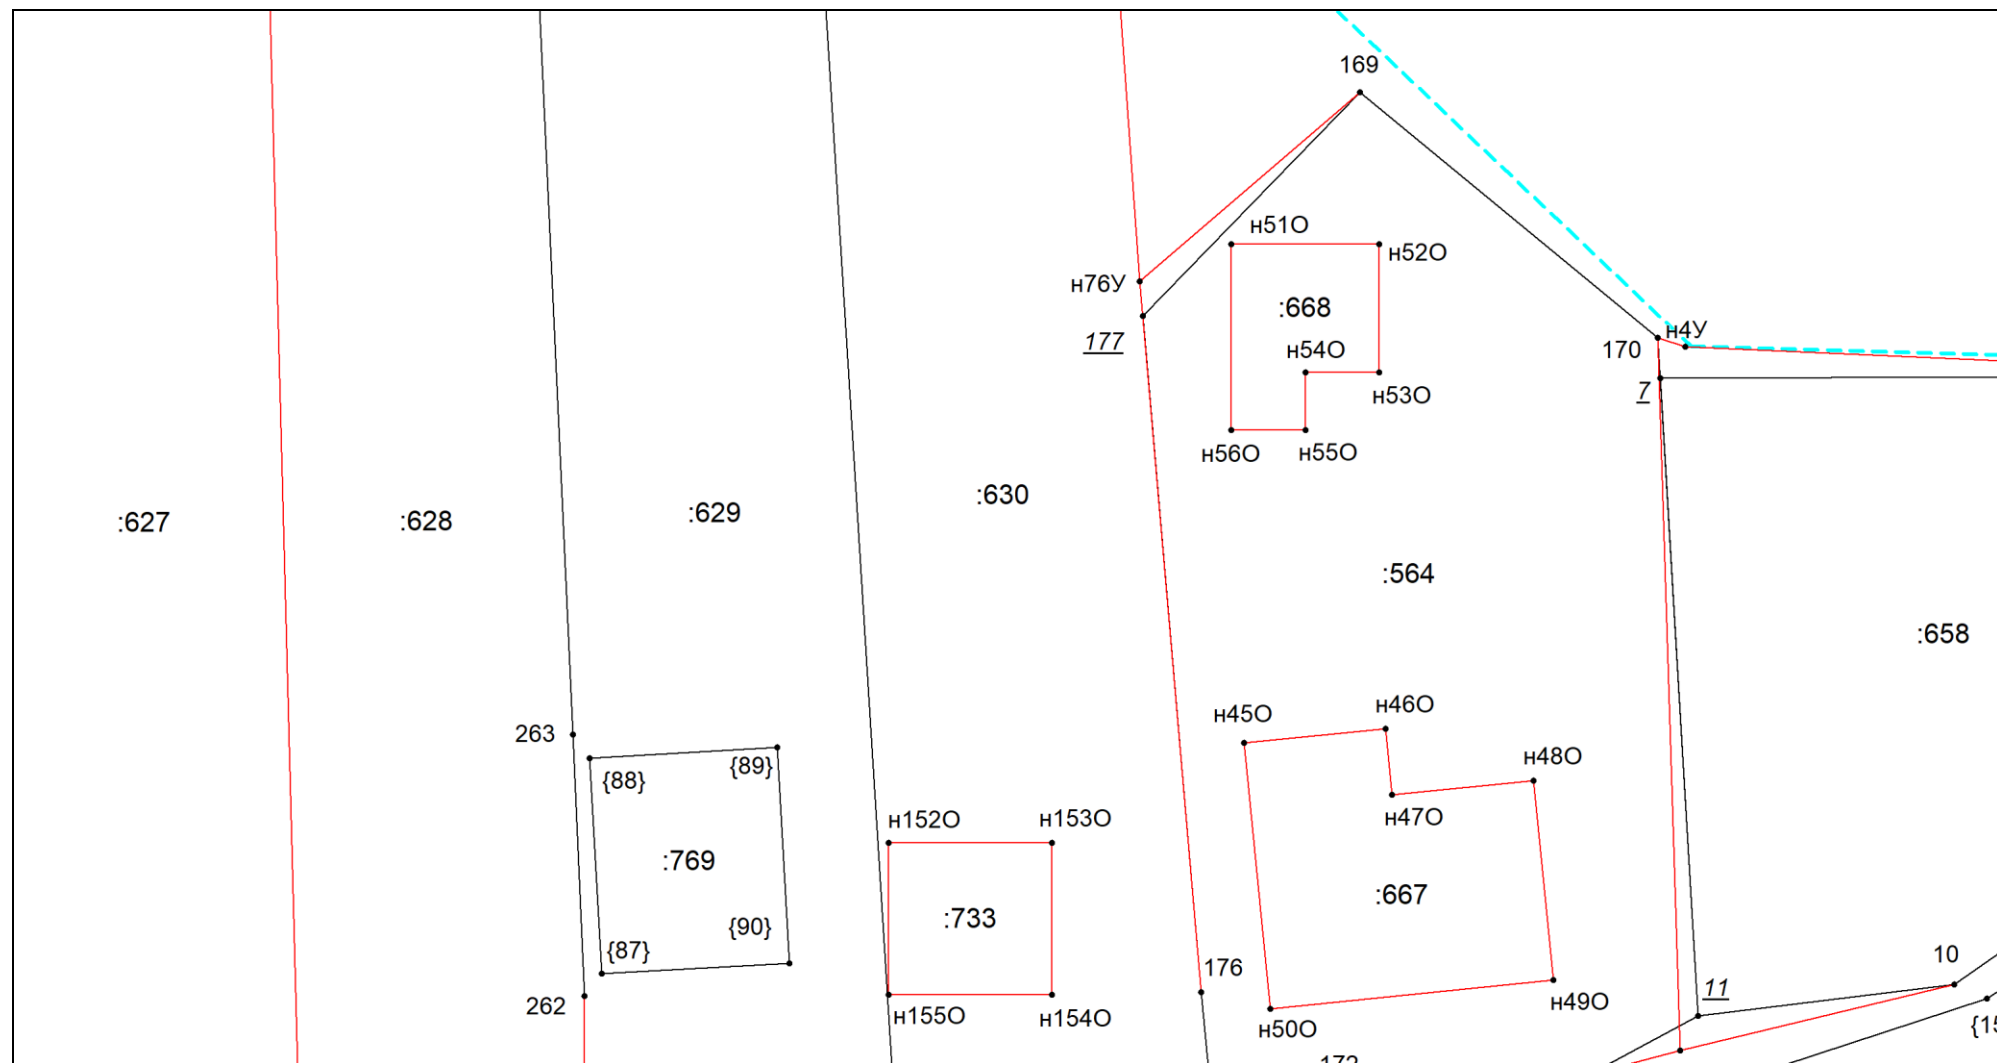 169
н51О
н52О
н76У
:668
177
н4У
170
н54О
7
н53О
н56О
н55О
:630
:629
:628
:627
:564
:658
н46О
н45О
263
н48О
{89}
{88}
н47О
н152О
н153О
:769
:667
:733
{90}
{87}
10
176
11
н49О
262
н155О
н154О
н50О